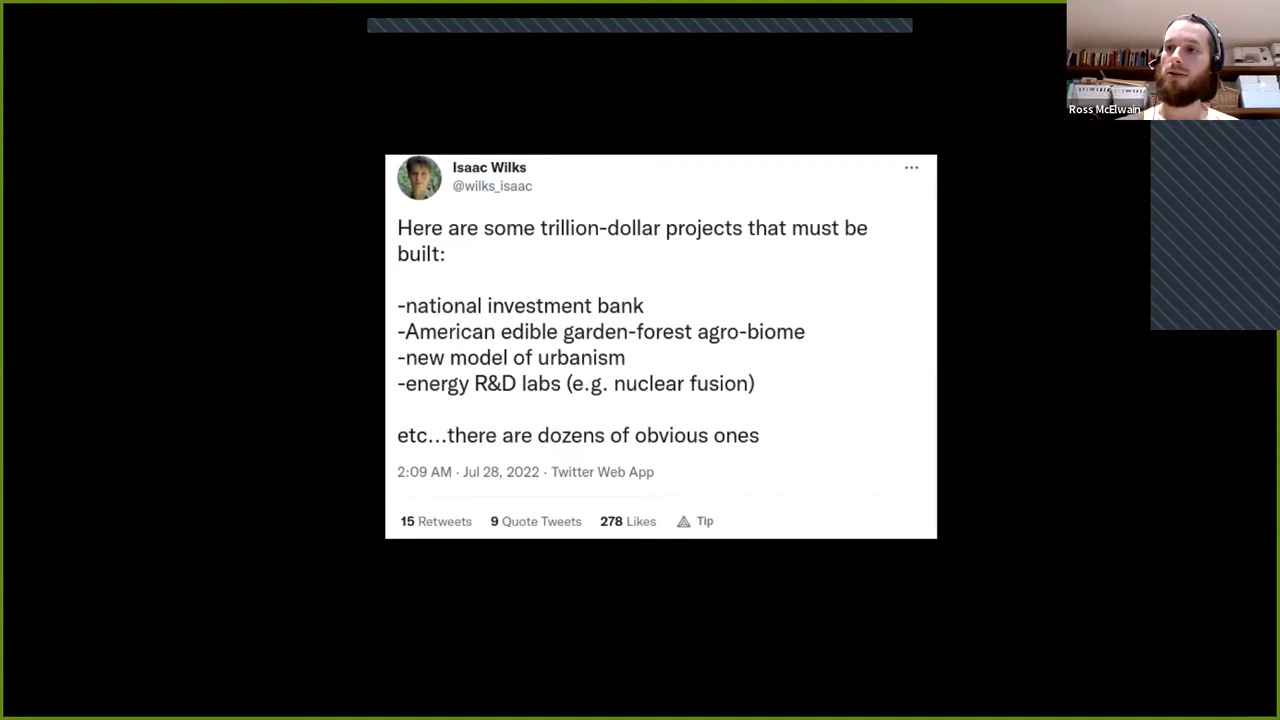 Ross McElwain
Isaac Wilks
@wilks_isaac
Here are some trillion-dollar projects that must be
built:
-national investment bank
-American edible garden-forest agro-biome
-new model of urbanism
-energy R&D labs (e.g. nuclear fusion)
etc...there are dozens of obvious ones
2:09 AM · Jul 28, 2022 · Twitter Web App
15 Retweets 9 Quote Tweets 278 Likes Tip